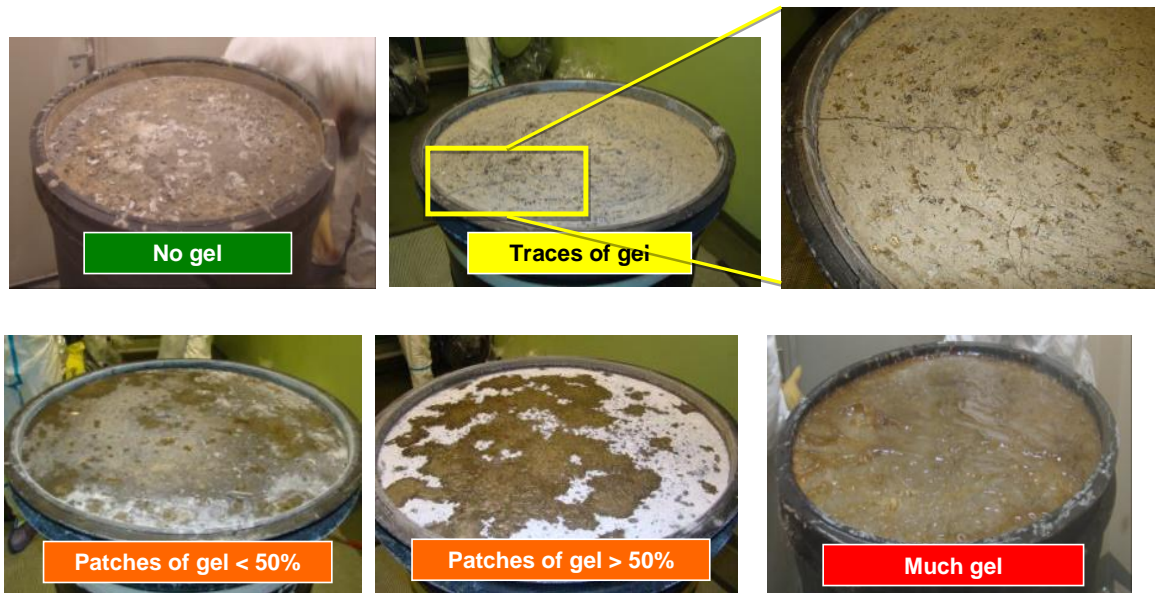 No gel
Traces of gel
Patches of gel < 50%
Patches of gel > 50%
Much gel